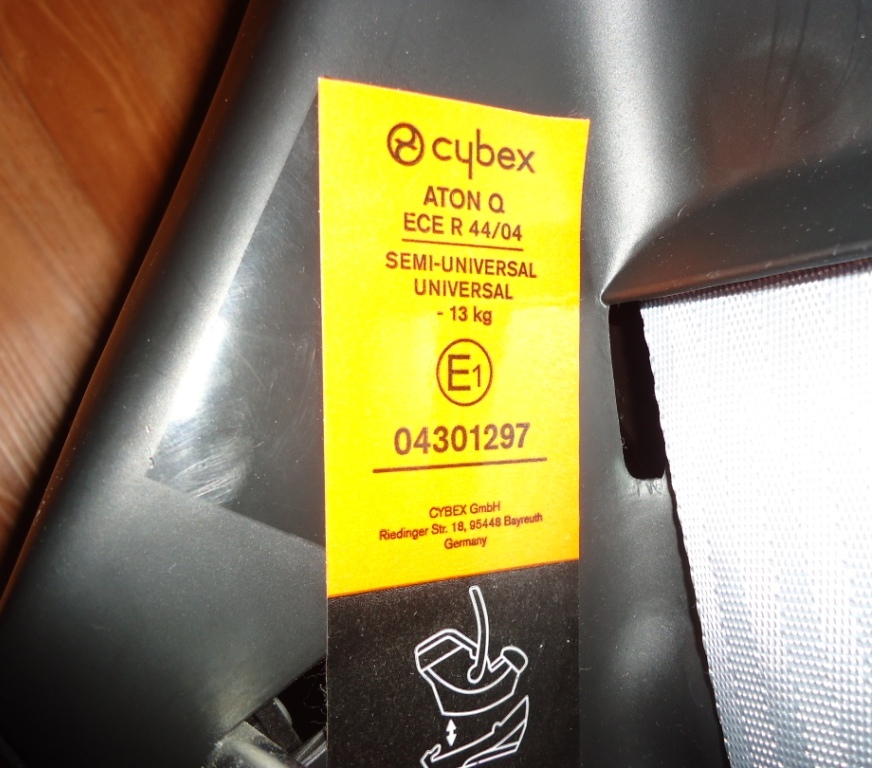 cybex
ATON Q
ECE R 44/04
SEMI-UNIVERSAL
UNIVERSAL
- 13 kg
E1
04301297
CYBEX GmbH
Riedinger Str. 18, 95448 Bayreuth
Germany